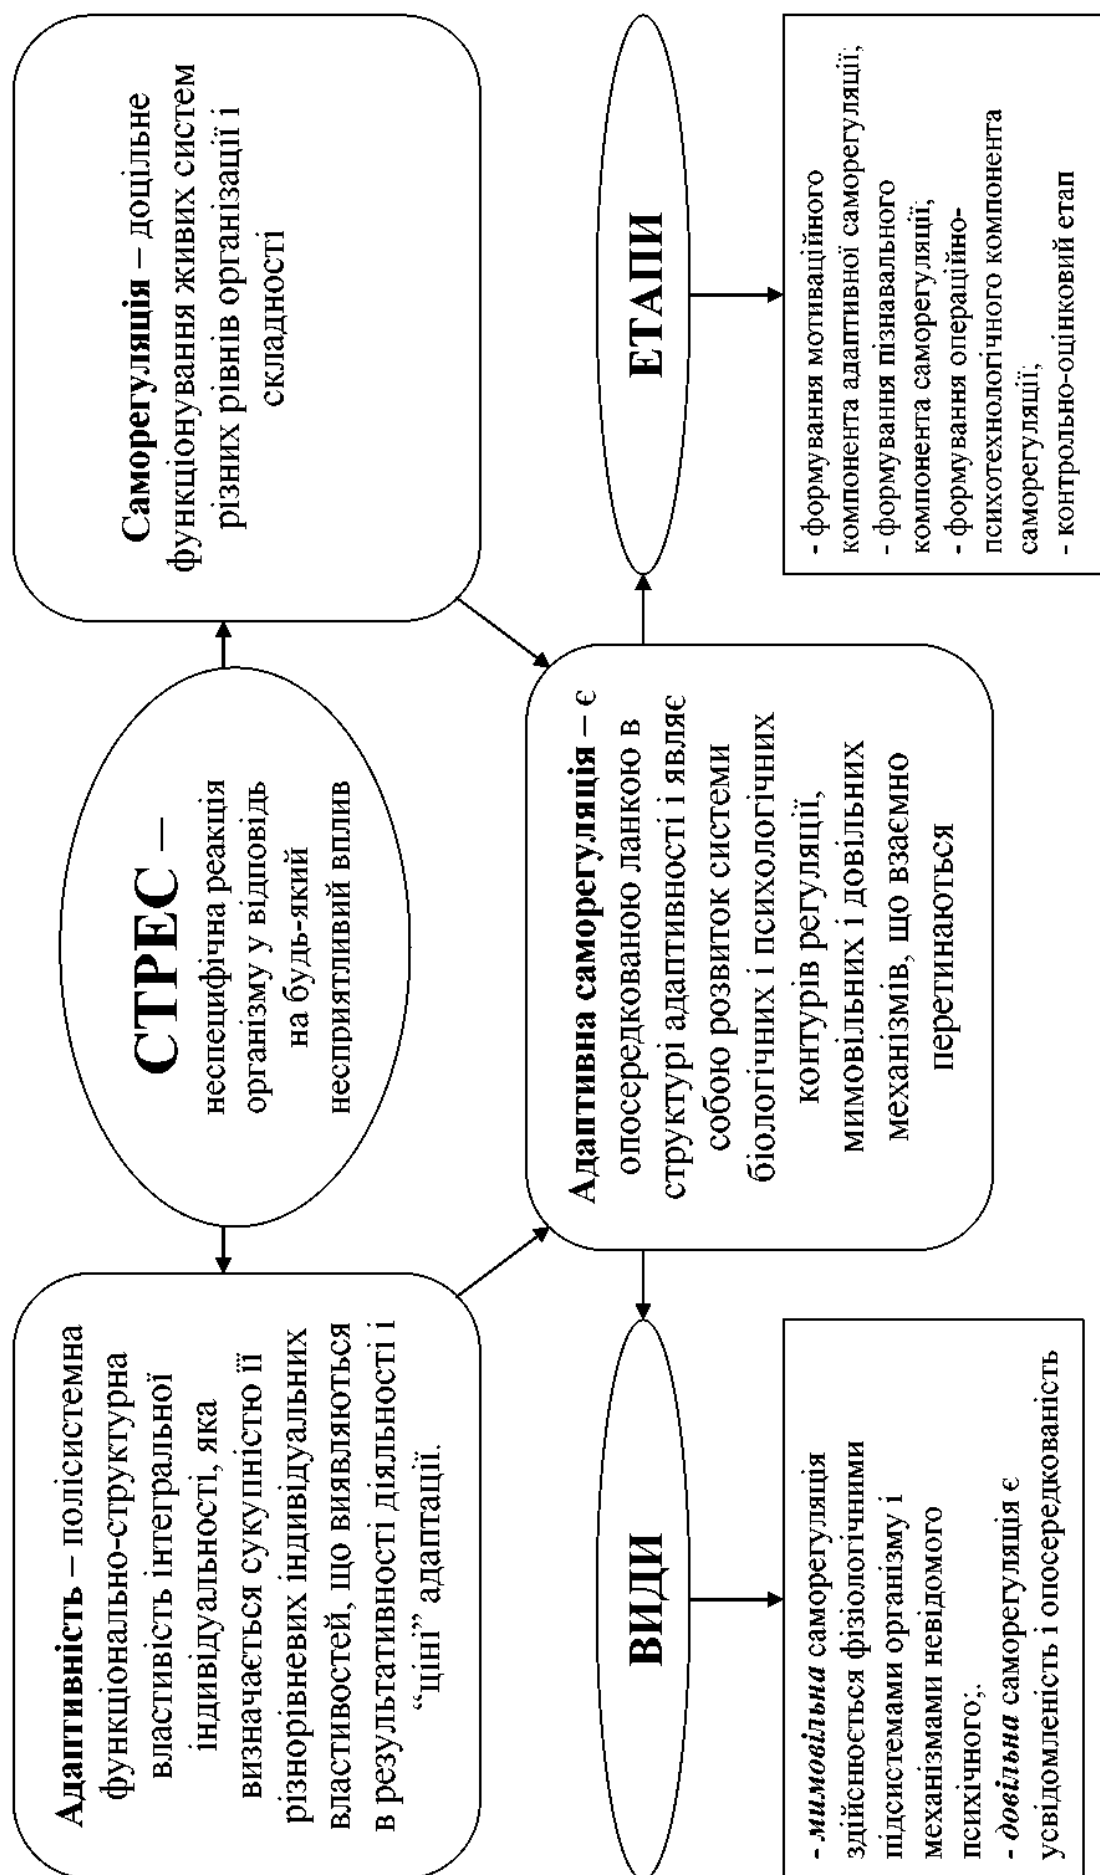 Адаптивність – полісистемна
функціонально-структурна
властивість інтегральної
індивідуальності, яка
визначається сукупністю її
різнорівневих індивідуальних
властивостей, що виявляються
в результативності діяльності і
“ціні” адаптації.
СТРЕС –
неспецифічна реакція
організму у відповідь
на будь-який
несприятливий вплив
Саморегуляція – доцільне
функціонування живих систем
різних рівнів організації і
складності
Адаптивна саморегуляція – є
опосередкованою ланкою в
структурі адаптивності і являє
собою розвиток системи
біологічних і психологічних
контурів регуляції,
мимовільних і довільних
механізмів, що взаємно
перетинаються
ВИДИ
- мимовільна саморегуляція
здійснюється фізіологічними
підсистемами організму і
механізмами невідомого
психічного;.
- довільна саморегуляція є
усвідомленість і опосередкованість
ЕТАПИ
- формування мотиваційного
компонента адаптивної саморегуляції;
- формування пізнавального
компонента саморегуляції;
- формування операційно-
психотехнологічного компонента
саморегуляції;
- контрольно-оцінковий етап